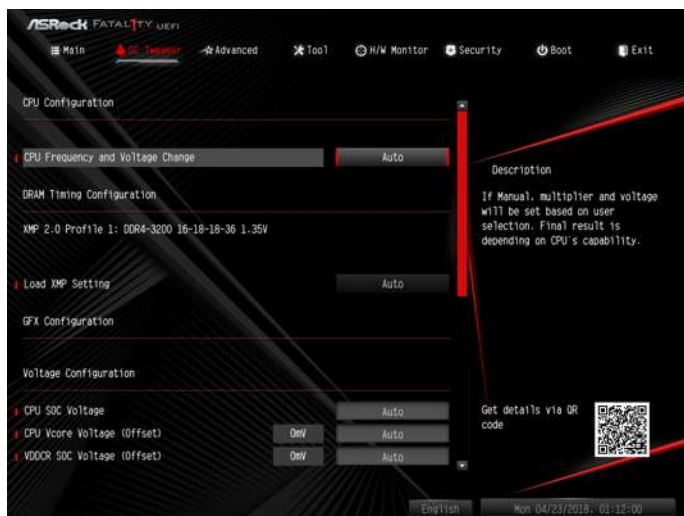 ASRock FATAL1TY UEFI
Main OC Tweaker Advanced Tool H/W Monitor Security Boot Exit
CPU Configuration
CPU Frequency and Voltage Change Auto
DRAM Timing Configuration
XMP 2.0 Profile 1: DDR4-3200 16-18-18-36 1.35V
Load XMP Setting Auto
GFX Configuration
Voltage Configuration
CPU SOC Voltage Auto
CPU Vcore Voltage (Offset) 0mV Auto
VDDCR SOC Voltage (Offset) 0mV Auto
Description
If Manual, multiplier and voltage
will be set based on user
selection. Final result is
depending on CPU's capability.
Get details via QR
code
English Mon 04/23/2018, 01:12:00